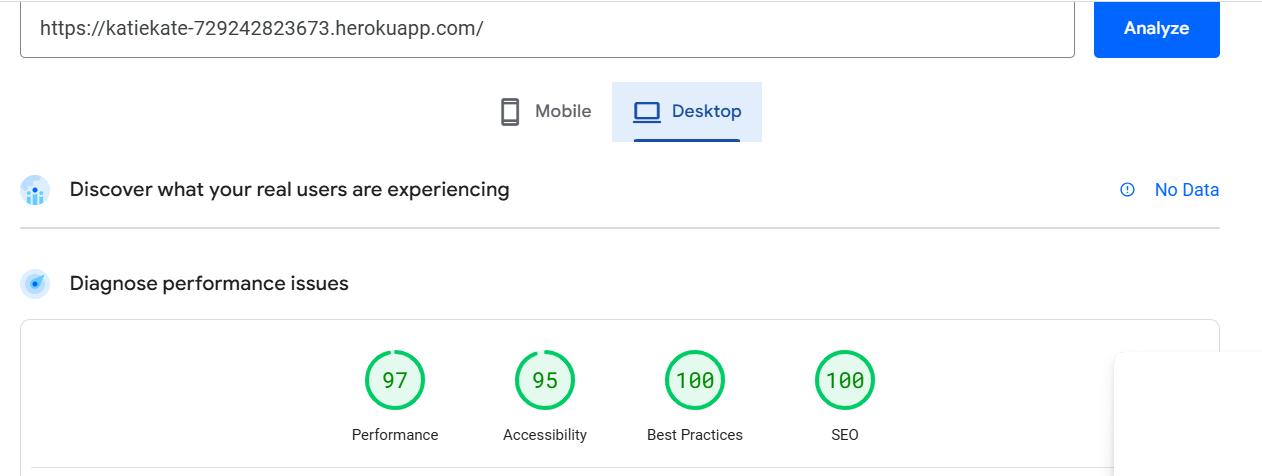 https://katiekate-729242823673.herokuapp.com/
Analyze
Mobile
Desktop
Discover what your real users are experiencing
No Data
Diagnose performance issues
97
95
100
100
Performance
Accessibility
Best Practices
SEO